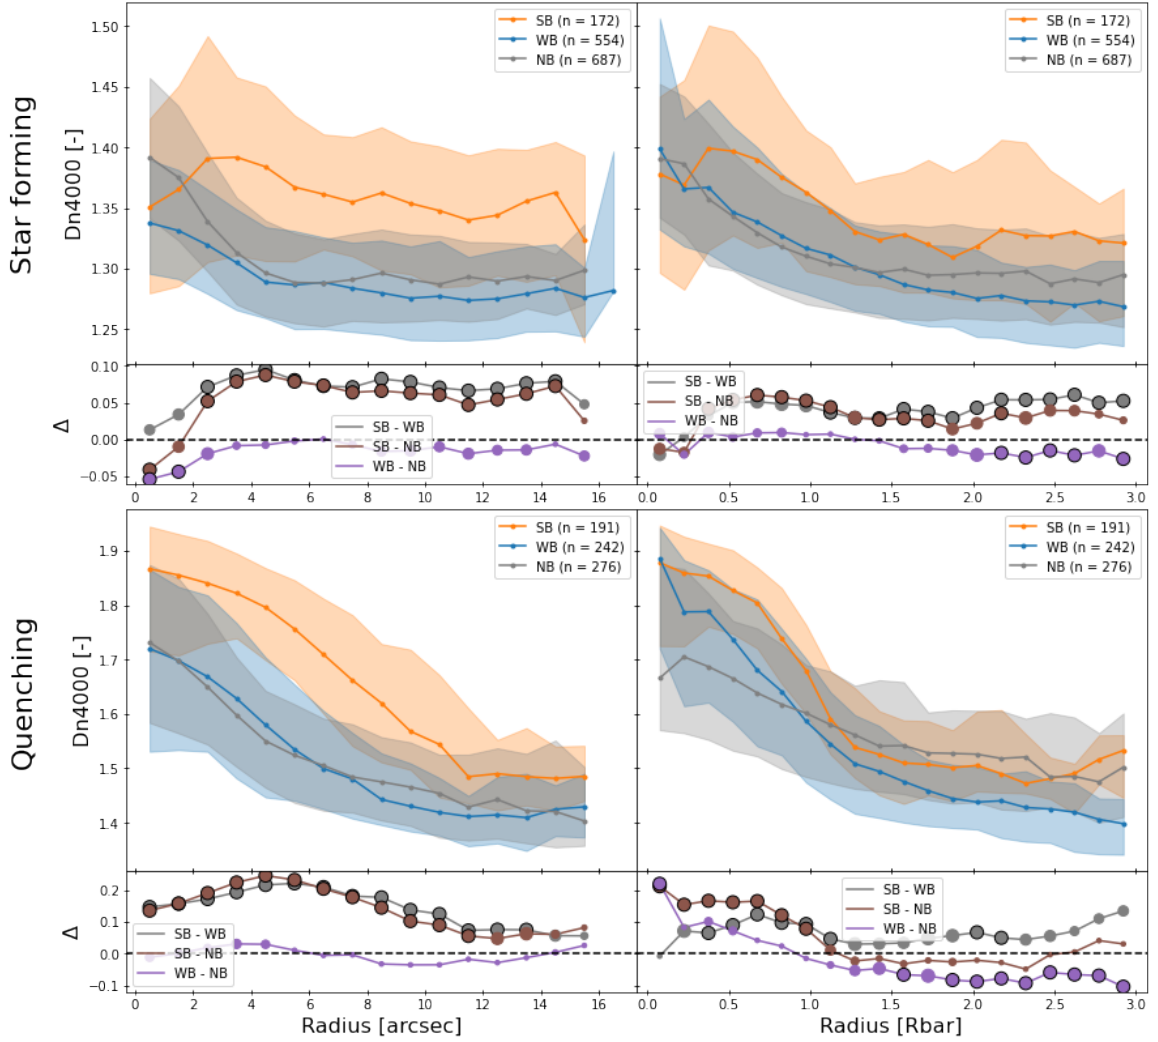 SB (n = 172)
WB (n = 554)
NB (n = 687)
SB (n = 172)
WB (n = 554)
NB (n = 687)
Star forming
Dn4000 [-]
1.50
1.45
1.40
1.35
1.30
1.25
Δ
0.10
0.05
0.00
−0.05
SB - WB
SB - NB
WB - NB
SB - WB
SB - NB
WB - NB
0 2 4 6 8 10 12 14 16
0.0 0.5 1.0 1.5 2.0 2.5 3.0
SB (n = 191)
WB (n = 242)
NB (n = 276)
SB (n = 191)
WB (n = 242)
NB (n = 276)
Quenching
Dn4000 [-]
1.9
1.8
1.7
1.6
1.5
1.4
Δ
0.2
0.1
0.0
−0.1
SB - WB
SB - NB
WB - NB
SB - WB
SB - NB
WB - NB
0 2 4 6 8 10 12 14 16
0.0 0.5 1.0 1.5 2.0 2.5 3.0
Radius [arcsec]
Radius [Rbar]